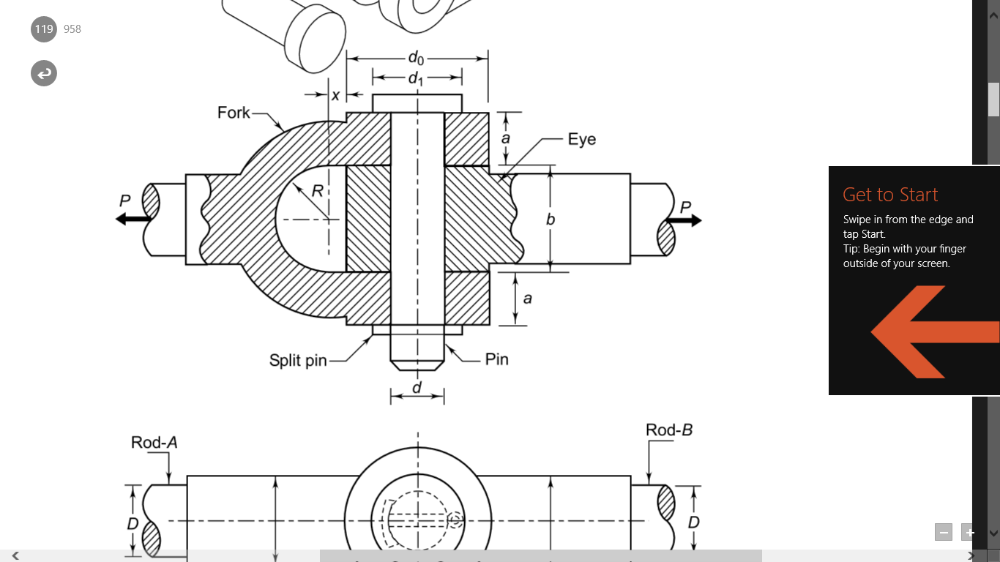 119 958
d0
d1
x
Fork
a
Eye
R
P
b
P
a
Split pin
Pin
d
Rod-A
Rod-B
D
D
Get to Start
Swipe in from the edge and
tap Start.
Tip: Begin with your finger
outside of your screen.